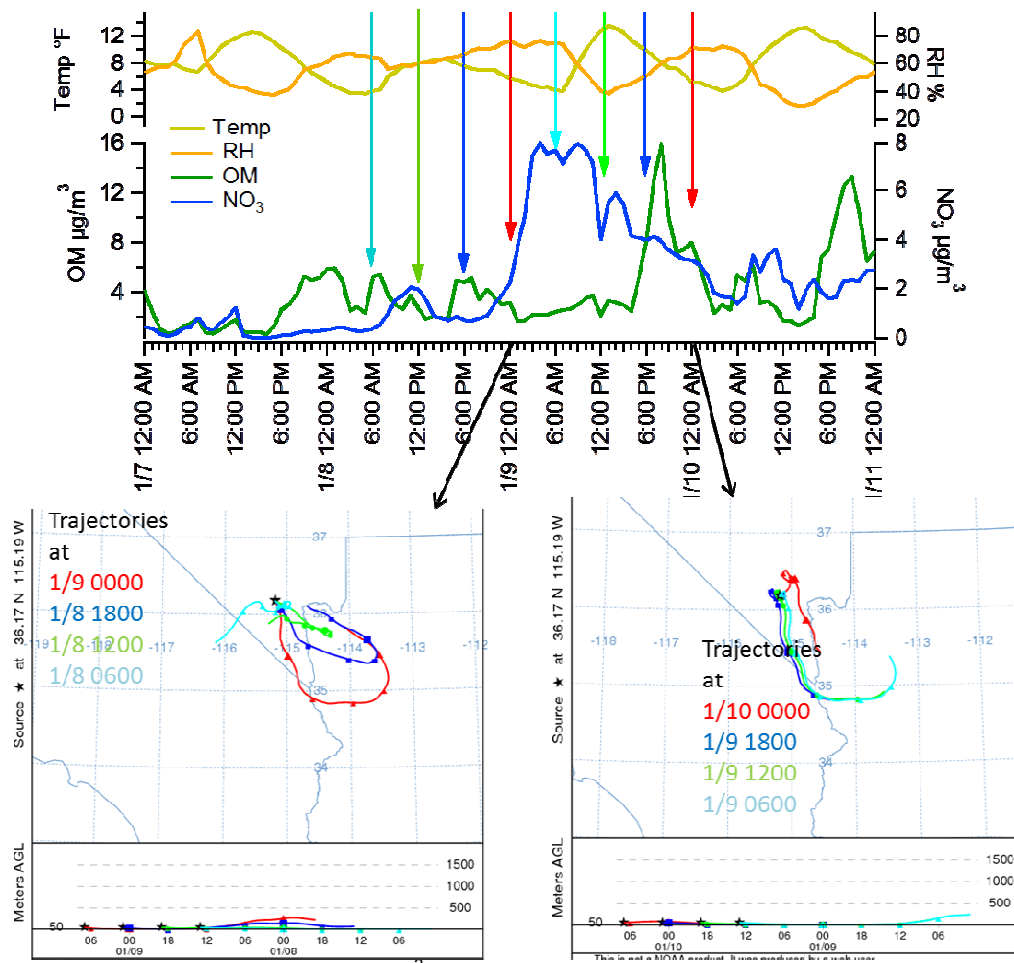 Temp ºF
12
8
4
0
80
60
40
20
RH %
Temp
RH
OM
NO3
OM µg/m3
16
12
8
4
8
6
4
2
0
NO3 µg/m3
1/7 12:00 AM
6:00 AM
12:00 PM
6:00 PM
1/8 12:00 AM
6:00 AM
12:00 PM
6:00 PM
1/9 12:00 AM
6:00 AM
12:00 PM
6:00 PM
1/10 12:00 AM
6:00 AM
12:00 PM
6:00 PM
1/11 12:00 AM
Source ★ at 36.17 N 115.19 W
Trajectories
at
1/9 0000
1/8 1800
1/8 1200
1/8 0600
37
-119 -118 -117 -116 -115 -114 -113 -112
35
34
Meters AGL
1500
1000
500
50
06 00 18 12 06 00 18 12 06
01/09 01/08
Source ★ at 36.17 N 115.19 W
37
36
-118 -117 -116 -115 -114 -113 -112
Trajectories
at
1/10 0000
1/9 1800
1/9 1200
1/9 0600
35
34
Meters AGL
1500
1000
500
50
06 00 18 12 06 00 18 12 06
01/10 01/09
This is not a NOAA product. It was produced by a web user.